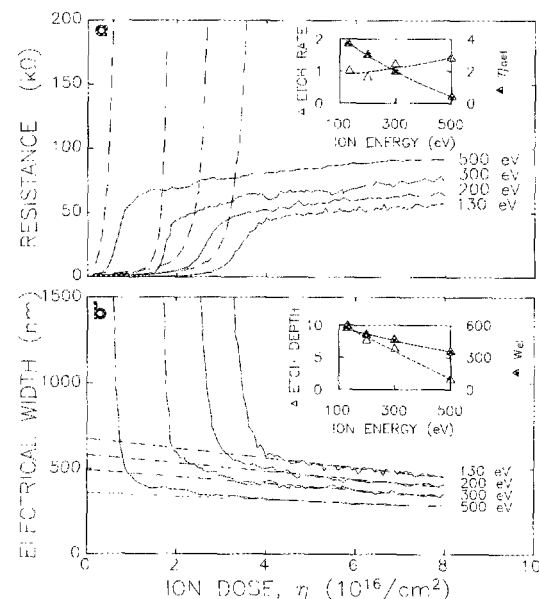 a
RESISTANCE (kΩ)
200
150
100
50
0
△ ETCH RATE
2
1
0
4
2
0
100
300
500
ION ENERGY (eV)
500 eV
300 eV
200 eV
130 eV
b
ELECTRICAL WIDTH (nm)
1500
1000
500
0
△ ETCH DEPTH
10
5
0
600
300
0
Wel
100
300
500
ION ENERGY (eV)
130 eV
200 eV
300 eV
500 eV
0
2
4
6
8
10
ION DOSE, η (10¹⁶/cm²)